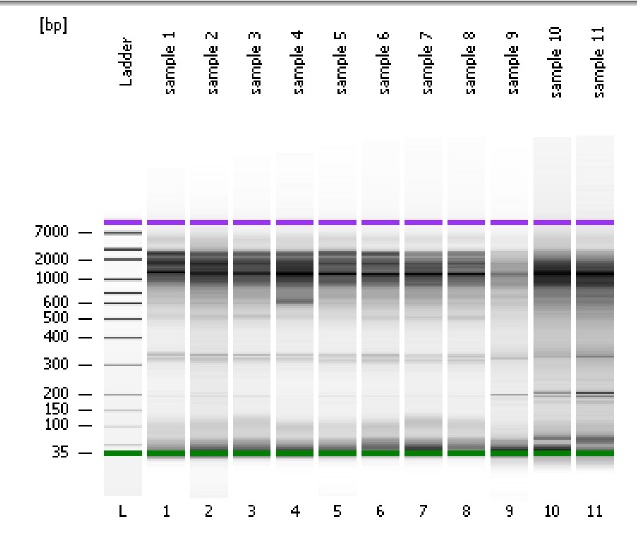 [bp]
Ladder
sample 1
sample 2
sample 3
sample 4
sample 5
sample 6
sample 7
sample 8
sample 9
sample 10
sample 11
7000
2000
1000
600
500
400
300
200
150
100
35
L 1 2 3 4 5 6 7 8 9 10 11